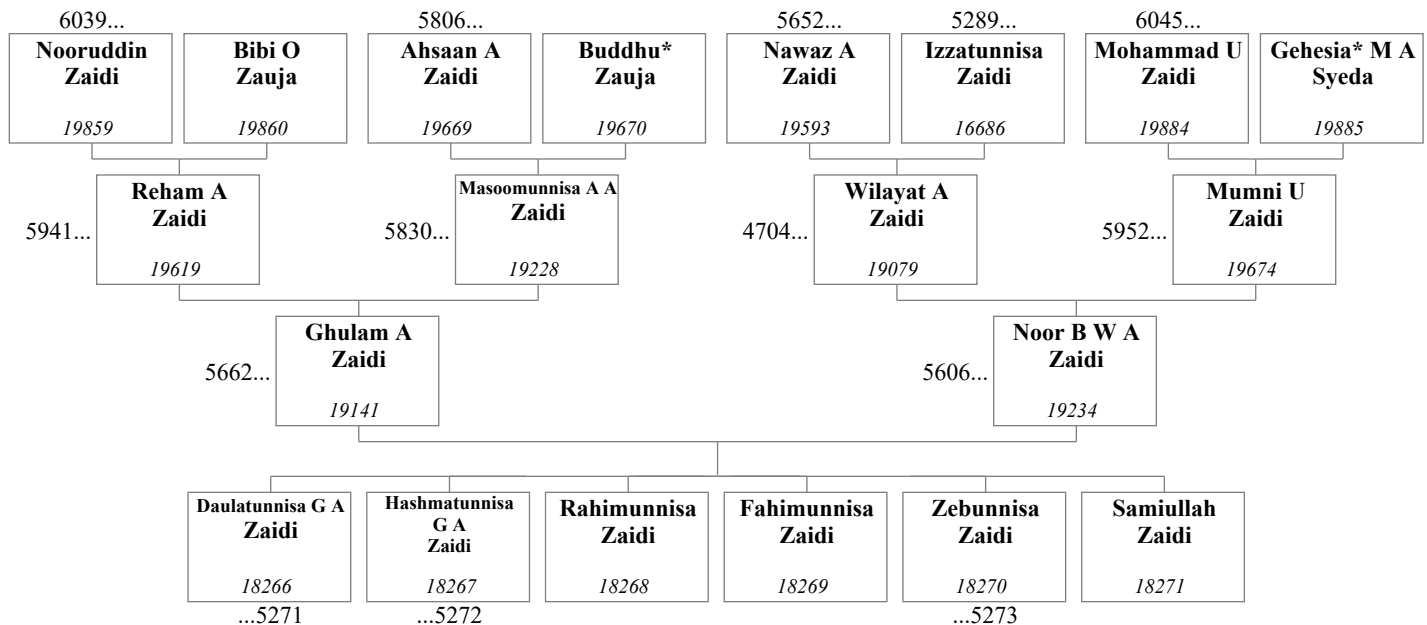 6039...
5806...
5652...
5289...
6045...
Nooruddin
Zaidi
19859
Bibi O
Zauja
19860
Ahsaan A
Zaidi
19669
Buddhu*
Zauja
19670
Nawaz A
Zaidi
19593
Izzatunnisa
Zaidi
16686
Mohammad U
Zaidi
19884
Gehesia* M A
Syeda
19885
5941...
Reham A
Zaidi
19619
5830...
Masoomunnisa A A
Zaidi
19228
4704...
Wilayat A
Zaidi
19079
5952...
Mumni U
Zaidi
19674
5662...
Ghulam A
Zaidi
19141
5606...
Noor B W A
Zaidi
19234
Daulatunnisa G A
Zaidi
18266
...5271
Hashmatunnisa
G A
Zaidi
18267
...5272
Rahimunnisa
Zaidi
18268
Fahimunnisa
Zaidi
18269
Zebunnisa
Zaidi
18270
...5273
Samiullah
Zaidi
18271